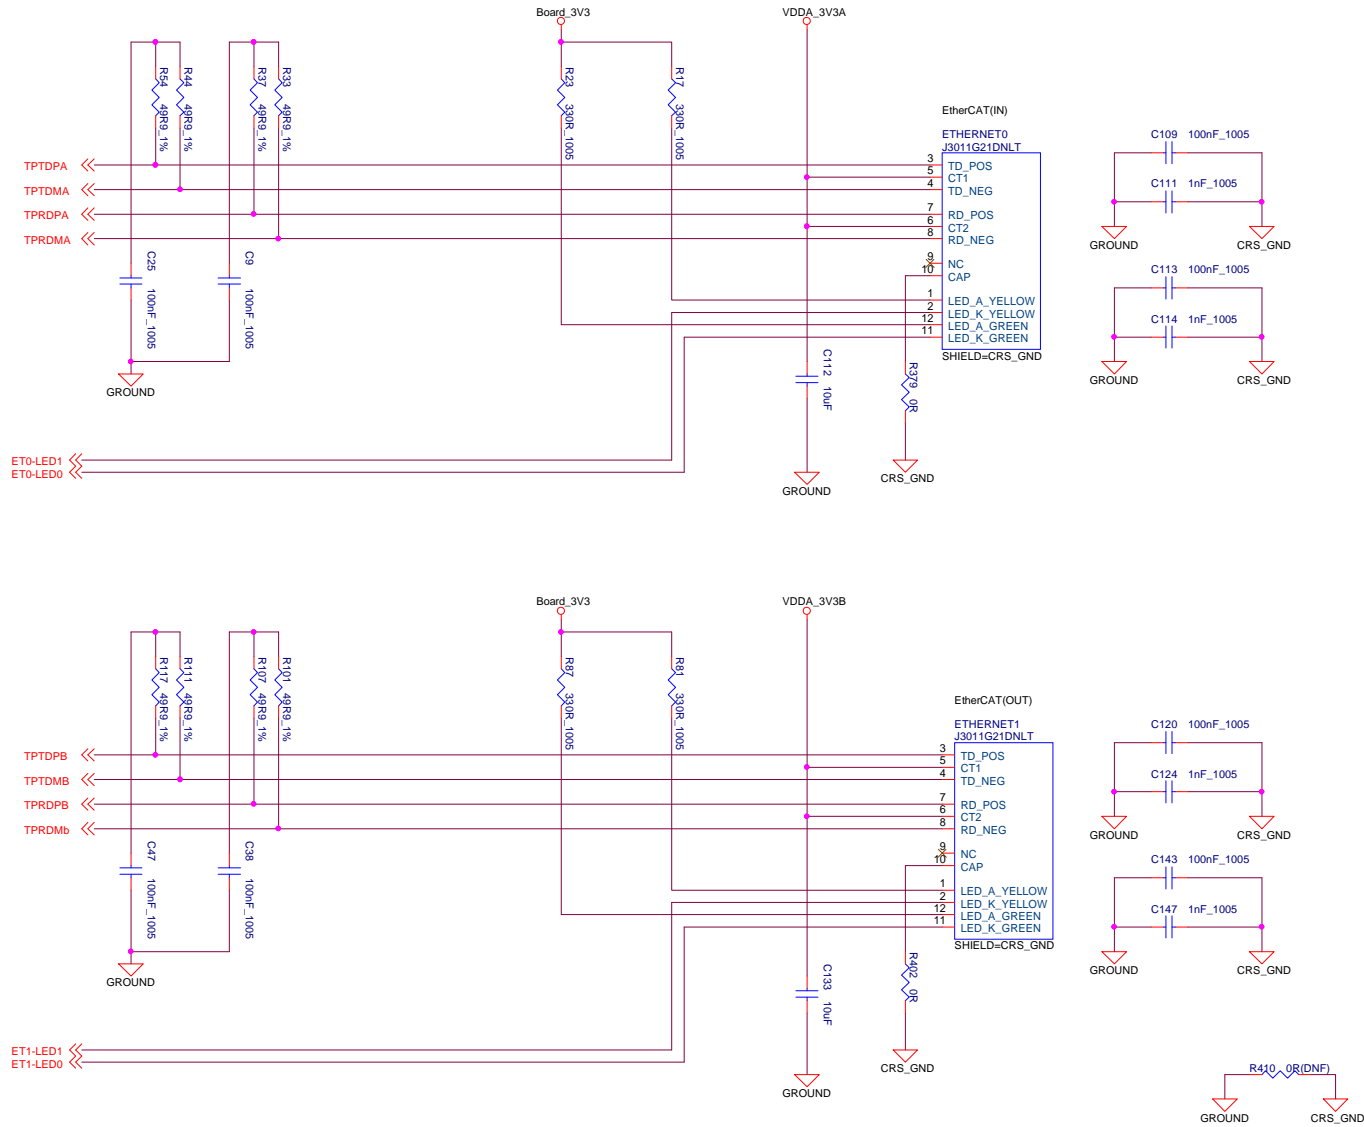 Board_3V3
VDDA_3V3A
R54 49R9_1%
R44 49R9_1%
R37 49R9_1%
R33 49R9_1%
R23 330R_1005
R17 330R_1005
EtherCAT(IN)
ETHERNET0
J3011G21DNLT
TPTDPA
TPTDMA
TPRDPA
TPRDMA
3 TD_POS
5 CT1
4 TD_NEG
7 RD_POS
6 CT2
8 RD_NEG
9 NC
10 CAP
1 LED_A_YELLOW
2 LED_K_YELLOW
12 LED_A_GREEN
11 LED_K_GREEN
SHIELD=CRS_GND
C109 100nF_1005
C111 1nF_1005
GROUND
CRS_GND
C113 100nF_1005
C114 1nF_1005
GROUND
CRS_GND
C25 100nF_1005
C9 100nF_1005
GROUND
C112 10uF
R379 0R
ET0-LED1
ET0-LED0
GROUND
CRS_GND
Board_3V3
VDDA_3V3B
R117 49R9_1%
R111 49R9_1%
R107 49R9_1%
R101 49R9_1%
R87 330R_1005
R81 330R_1005
EtherCAT(OUT)
ETHERNET1
J3011G21DNLT
TPTDPB
TPTDMB
TPRDPB
TPRDMb
3 TD_POS
5 CT1
4 TD_NEG
7 RD_POS
6 CT2
8 RD_NEG
9 NC
10 CAP
1 LED_A_YELLOW
2 LED_K_YELLOW
12 LED_A_GREEN
11 LED_K_GREEN
SHIELD=CRS_GND
C120 100nF_1005
C124 1nF_1005
GROUND
CRS_GND
C143 100nF_1005
C147 1nF_1005
GROUND
CRS_GND
C47 100nF_1005
C38 100nF_1005
GROUND
C133 10uF
R402 0R
ET1-LED1
ET1-LED0
GROUND
CRS_GND
R410 0R(DNF)
GROUND
CRS_GND